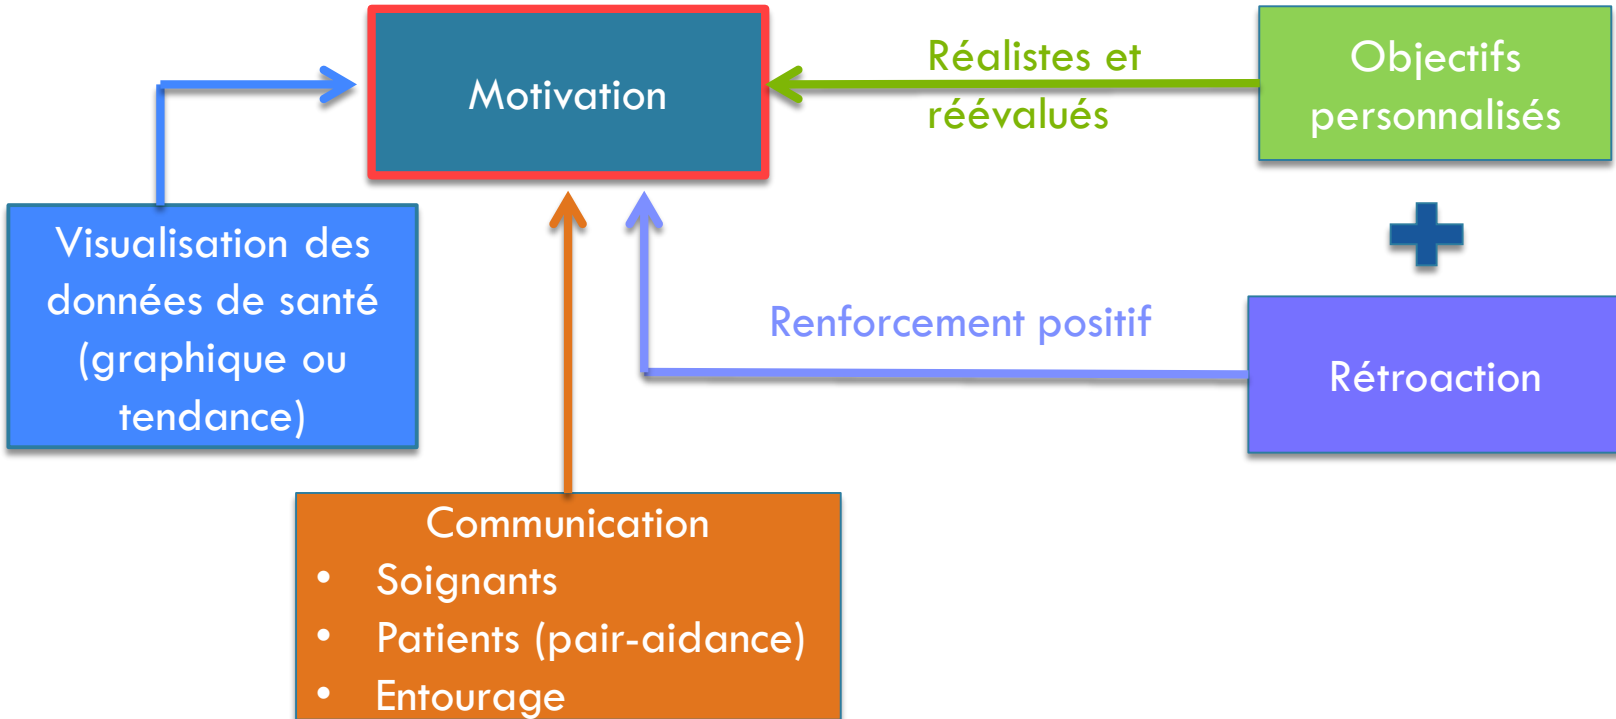 Motivation
Réalistes et
réévalués
Objectifs
personnalisés
Visualisation des
données de santé
(graphique ou
tendance)
Renforcement positif
Rétroaction
Communication
• Soignants
• Patients (pair-aidance)
• Entourage